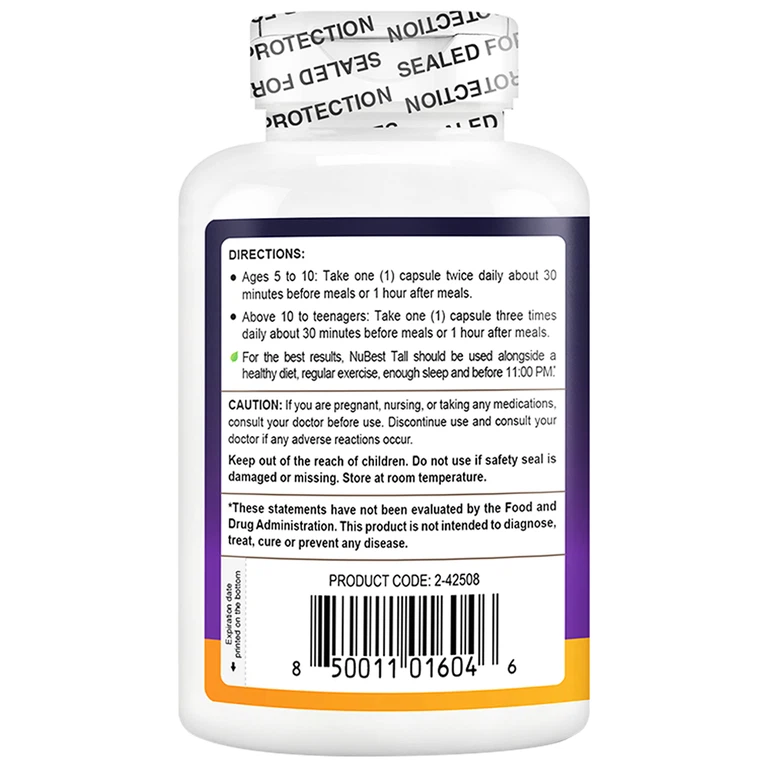 PROTECTION NOITCETO
SEALED FOR SEALED FO
PROTECTION NOITCETO
DIRECTIONS:
• Ages 5 to 10: Take one (1) capsule twice daily about 30
minutes before meals or 1 hour after meals.
• Above 10 to teenagers: Take one (1) capsule three times
daily about 30 minutes before meals or 1 hour after meals.
For the best results, NuBest Tall should be used alongside a
healthy diet, regular exercise, enough sleep and before 11:00 PM.*
CAUTION: If you are pregnant, nursing, or taking any medications,
consult your doctor before use. Discontinue use and consult your
doctor if any adverse reactions occur.
Keep out of the reach of children. Do not use if safety seal is
damaged or missing. Store at room temperature.
*These statements have not been evaluated by the Food and
Drug Administration. This product is not intended to diagnose,
treat, cure or prevent any disease.
Expiration date
printed on the bottom
PRODUCT CODE: 2-42508
8 50011 01604 6